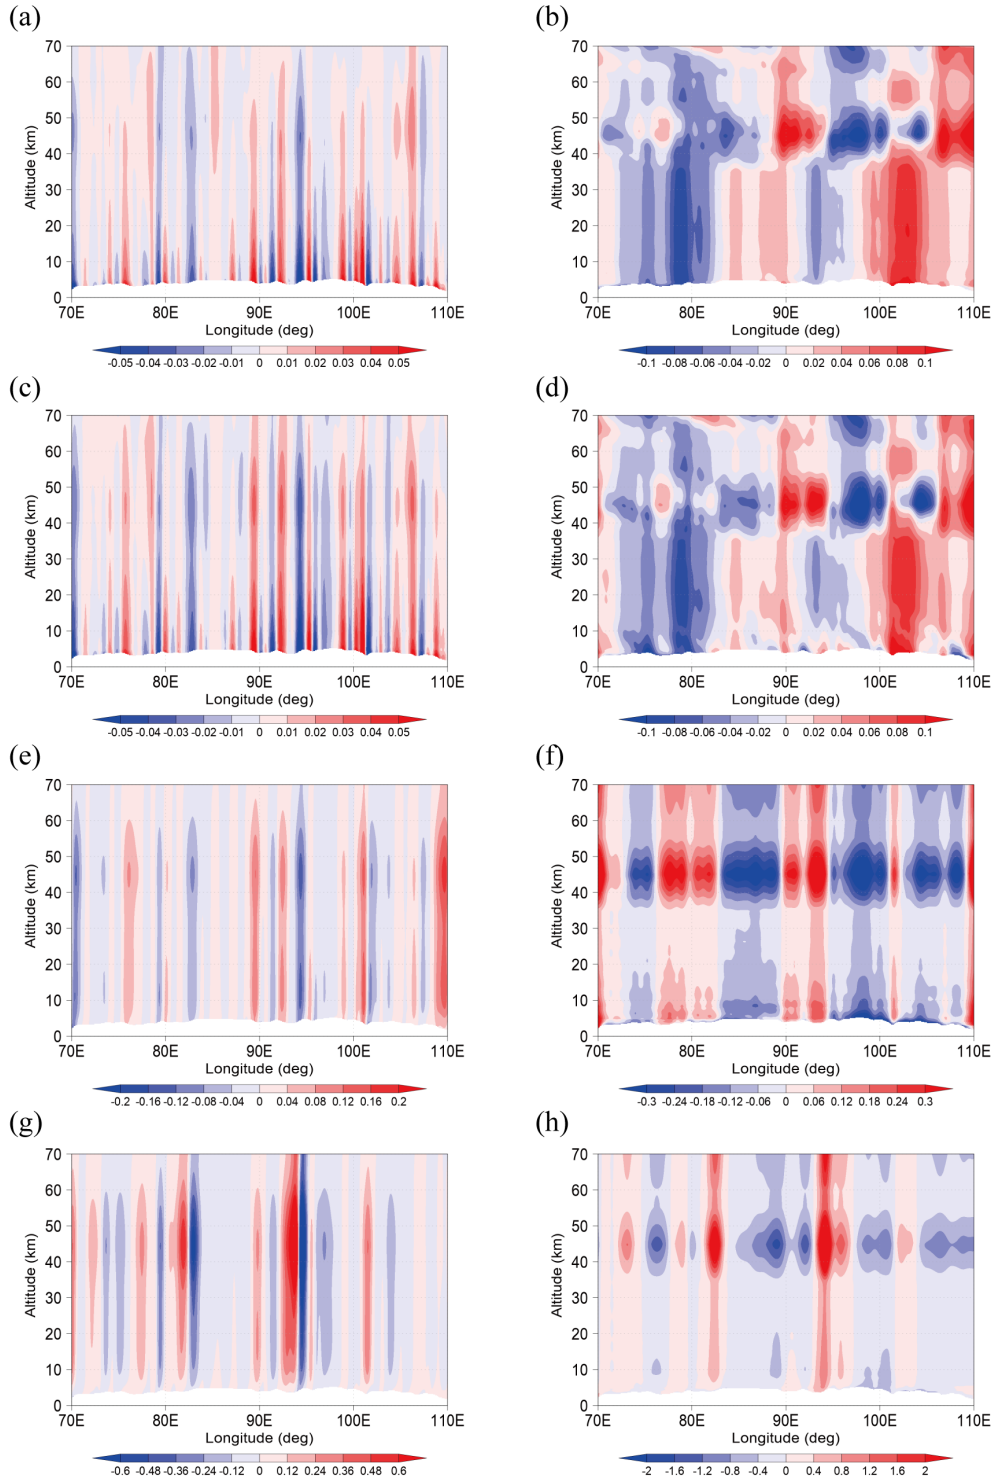 (a)
(b)
70
60
50
40
30
20
10
0
Altitude (km)
70E 80E 90E 100E 110E
Longitude (deg)
-0.05 -0.04 -0.03 -0.02 -0.01 0 0.01 0.02 0.03 0.04 0.05
70
60
50
40
30
20
10
0
Altitude (km)
70E 80E 90E 100E 110E
Longitude (deg)
-0.1 -0.08 -0.06 -0.04 -0.02 0 0.02 0.04 0.06 0.08 0.1
(c)
(d)
70
60
50
40
30
20
10
0
Altitude (km)
70E 80E 90E 100E 110E
Longitude (deg)
-0.05 -0.04 -0.03 -0.02 -0.01 0 0.01 0.02 0.03 0.04 0.05
70
60
50
40
30
20
10
0
Altitude (km)
70E 80E 90E 100E 110E
Longitude (deg)
-0.1 -0.08 -0.06 -0.04 -0.02 0 0.02 0.04 0.06 0.08 0.1
(e)
(f)
70
60
50
40
30
20
10
0
Altitude (km)
70E 80E 90E 100E 110E
Longitude (deg)
-0.2 -0.16 -0.12 -0.08 -0.04 0 0.04 0.08 0.12 0.16 0.2
70
60
50
40
30
20
10
0
Altitude (km)
70E 80E 90E 100E 110E
Longitude (deg)
-0.3 -0.24 -0.18 -0.12 -0.06 0 0.06 0.12 0.18 0.24 0.3
(g)
(h)
70
60
50
40
30
20
10
0
Altitude (km)
70E 80E 90E 100E 110E
Longitude (deg)
-0.6 -0.48 -0.36 -0.24 -0.12 0 0.12 0.24 0.36 0.48 0.6
70
60
50
40
30
20
10
0
Altitude (km)
70E 80E 90E 100E 110E
Longitude (deg)
-2 -1.6 -1.2 -0.8 -0.4 0 0.4 0.8 1.2 1.6 2